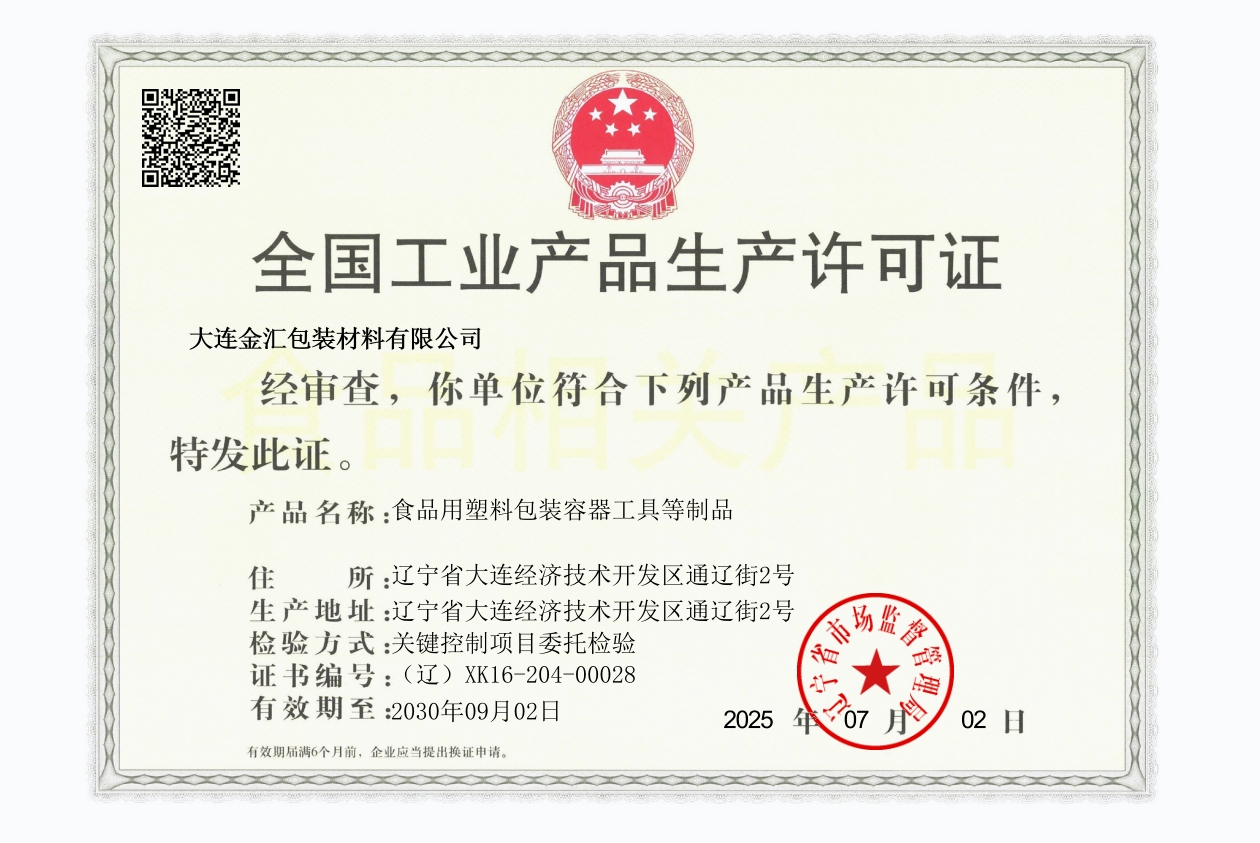 全国工业产品生产许可证
大连金汇包装材料有限公司
食品相关产品
经审查，你单位符合下列产品生产许可条件，
特发此证。
产品名称:食品用塑料包装容器工具等制品
住 所:辽宁省大连经济技术开发区通辽街2号
生产地址:辽宁省大连经济技术开发区通辽街2号
检验方式:关键控制项目委托检验
证书编号:（辽）XK16-204-00028
有效期至:2030年09月02日
辽宁省市场监督管理局
2025 年 07 月 02 日
有效期届满6个月前，企业应当提出换证申请。